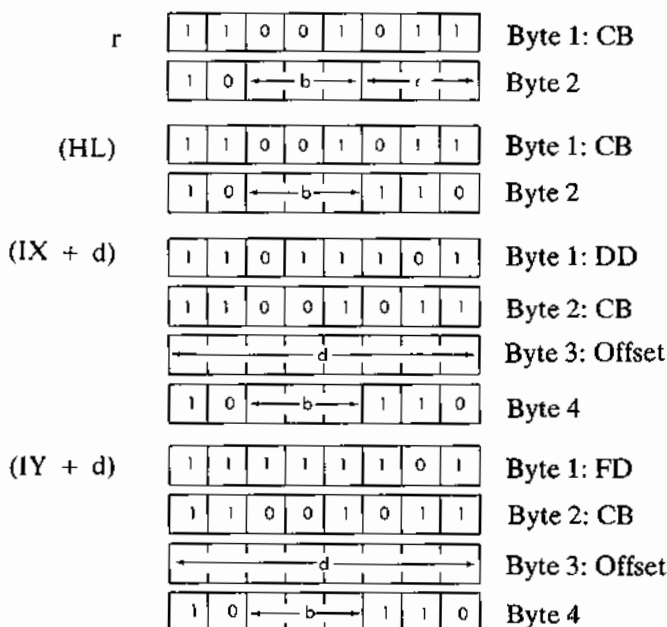 r 1 1 0 0 1 0 1 1 Byte 1: CB
1 0 b r Byte 2
(HL) 1 1 0 0 1 0 1 1 Byte 1: CB
1 0 b 1 1 0 Byte 2
(IX + d) 1 1 0 1 1 1 0 1 Byte 1: DD
1 1 0 0 1 0 1 1 Byte 2: CB
d Byte 3: Offset
1 0 b 1 1 0 Byte 4
(IY + d) 1 1 1 1 1 1 0 1 Byte 1: FD
1 1 0 0 1 0 1 1 Byte 2: CB
d Byte 3: Offset
1 0 b 1 1 0 Byte 4